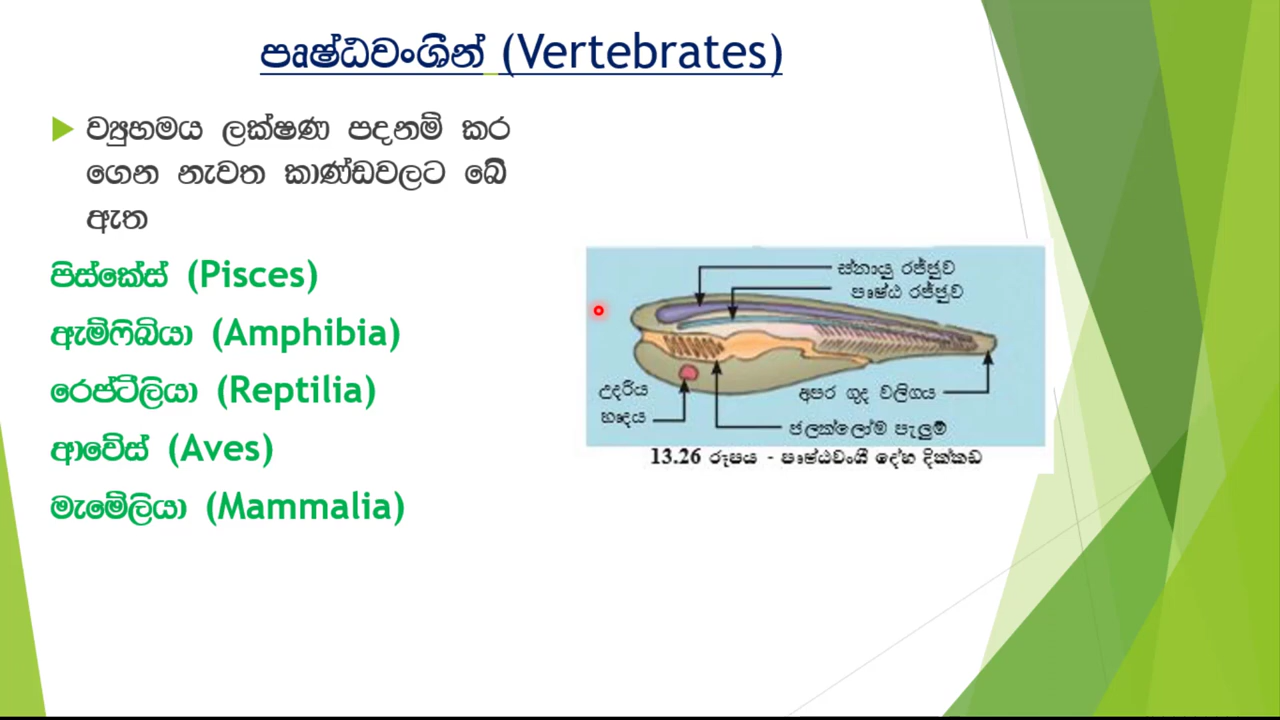 පෘෂ්ඨවංශීන් (Vertebrates)
ව්‍යුහමය ලක්ෂණ පදනම් කර
ගෙන නැවත කාණ්ඩවලට බේ
ඇත
පිස්කේස් (Pisces)
ඇම්ෆිබියා (Amphibia)
රෙප්ටීලියා (Reptilia)
ආවේස් (Aves)
මැමේලියා (Mammalia)
ස්නායු රජ්ජුව
පෘෂ්ඨ රජ්ජුව
උදරීය
හෘදය
අපර ගුද වලිගය
ජලක්ලෝම පැලුම්
13.26 රූපය - පෘෂ්ඨවංශී දේහ දික්කඩ